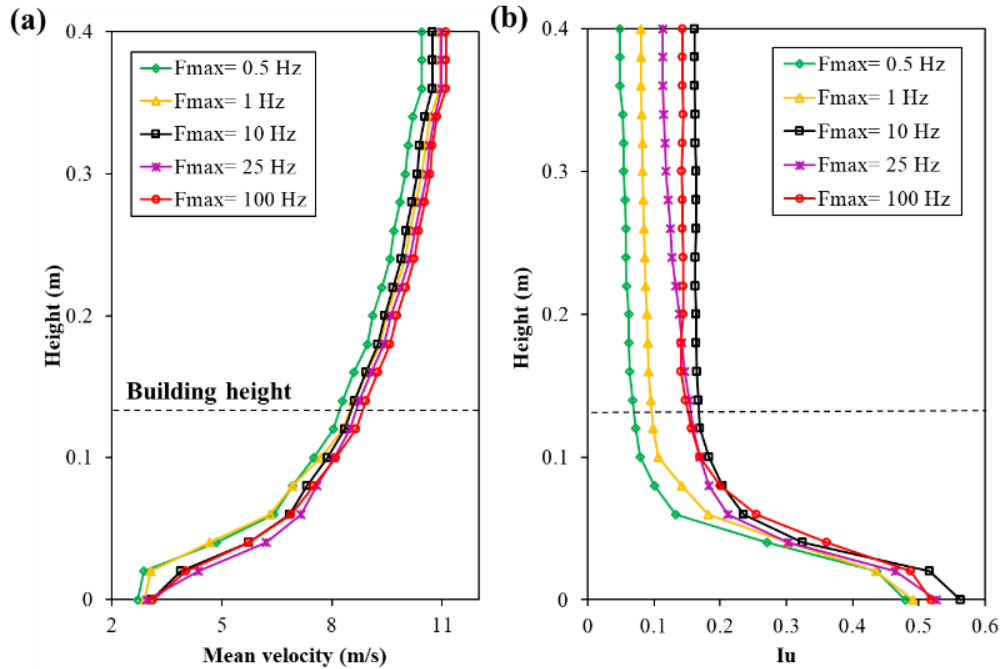 (a)
0.4
0.3
0.2
0.1
0
Height (m)
Fmax= 0.5 Hz
Fmax= 1 Hz
Fmax= 10 Hz
Fmax= 25 Hz
Fmax= 100 Hz
Building height
2
5
8
11
Mean velocity (m/s)
(b)
0.4
0.3
0.2
0.1
0
Height (m)
Fmax= 0.5 Hz
Fmax= 1 Hz
Fmax= 10 Hz
Fmax= 25 Hz
Fmax= 100 Hz
0
0.1
0.2
0.3
0.4
0.5
0.6
Iu